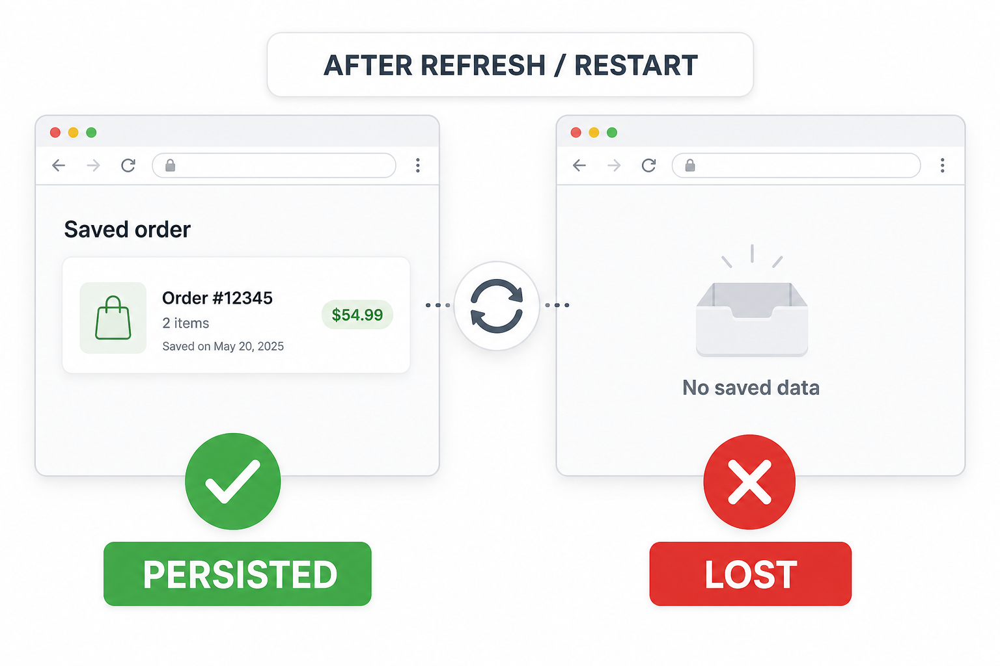 AFTER REFRESH / RESTART
Saved order
Order #12345
2 items
$54.99
Saved on May 20, 2025
No saved data
PERSISTED
LOST